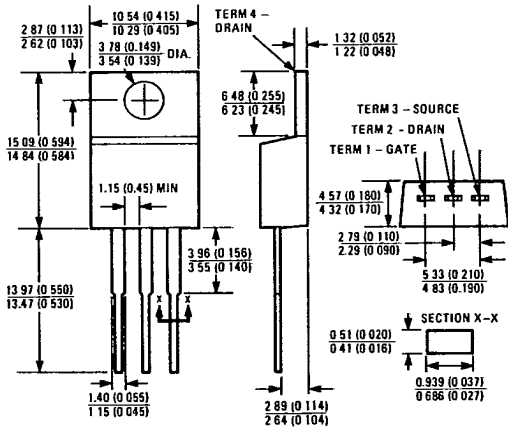 10 54 (0 415)
10 29 (0 405)
TERM 4 –
DRAIN
1 32 (0 052)
1 22 (0 048)
2 87 (0 113)
2 62 (0 103)
3 78 (0.149)
3 54 (0 139)
DIA.
6 48 (0 255)
6 23 (0 245)
TERM 3 – SOURCE
TERM 2 – DRAIN
TERM 1 – GATE
15 09 (0 594)
14 84 (0 584)
1.15 (0.45) MIN
4 57 (0 180)
4 32 (0 170)
2 79 (0 110)
2 29 (0 090)
3 96 (0 156)
3 55 (0 140)
5 33 (0 210)
4 83 (0.190)
13 97 (0 550)
13.47 (0 530)
X X
SECTION X–X
0 51 (0 020)
0 41 (0 016)
1.40 (0 055)
1 15 (0 045)
2 89 (0 114)
2 64 (0 104)
0.939 (0 037)
0 686 (0 027)